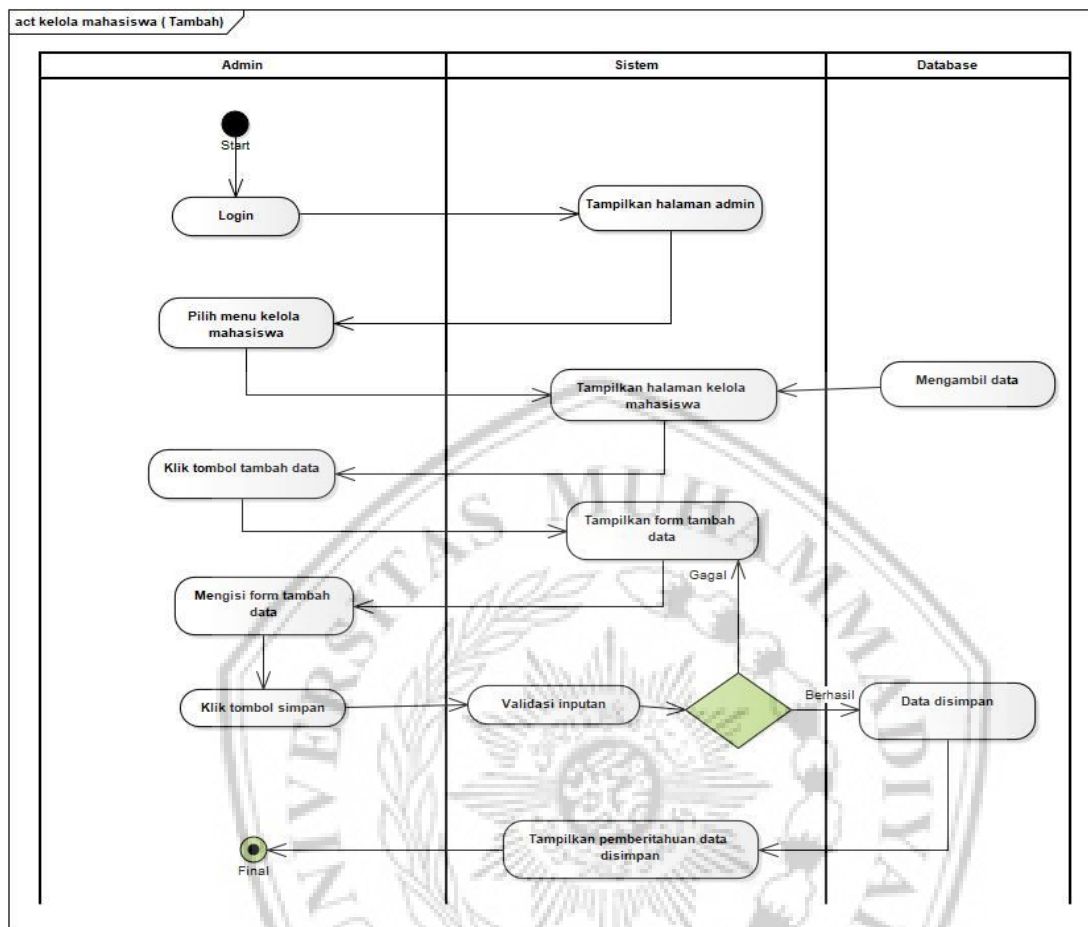 act kelola mahasiswa ( Tambah)
Admin
Sistem
Database
Start
Login
Tampilkan halaman admin
Pilih menu kelola
mahasiswa
Tampilkan halaman kelola
mahasiswa
Mengambil data
Klik tombol tambah data
Tampilkan form tambah
data
Gagal
Mengisi form tambah
data
Klik tombol simpan
Validasi inputan
Berhasil
Data disimpan
Tampilkan pemberitahuan data
disimpan
Final
UNIVERSITAS MUHAMMADIYA